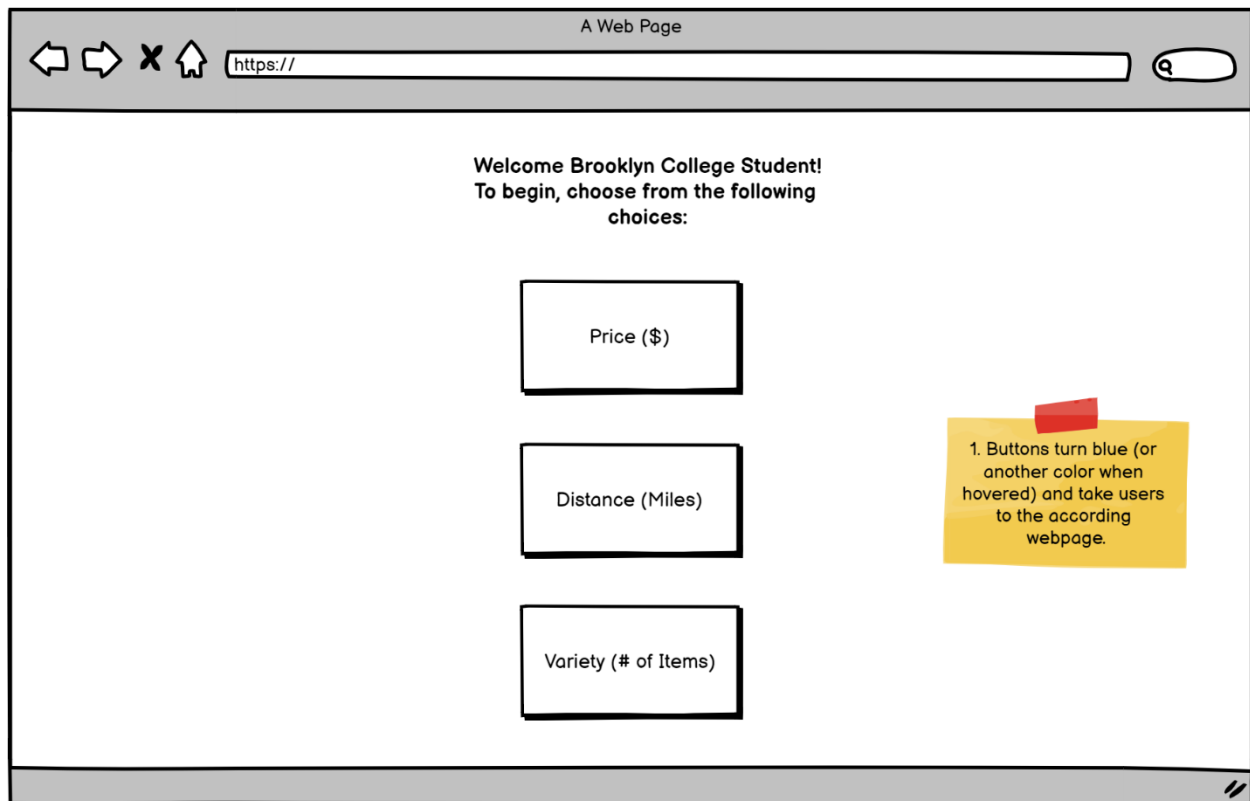 A Web Page
https://
Welcome Brooklyn College Student!
To begin, choose from the following
choices:
Price ($)
Distance (Miles)
1. Buttons turn blue (or
another color when
hovered) and take users
to the according
webpage.
Variety (# of Items)